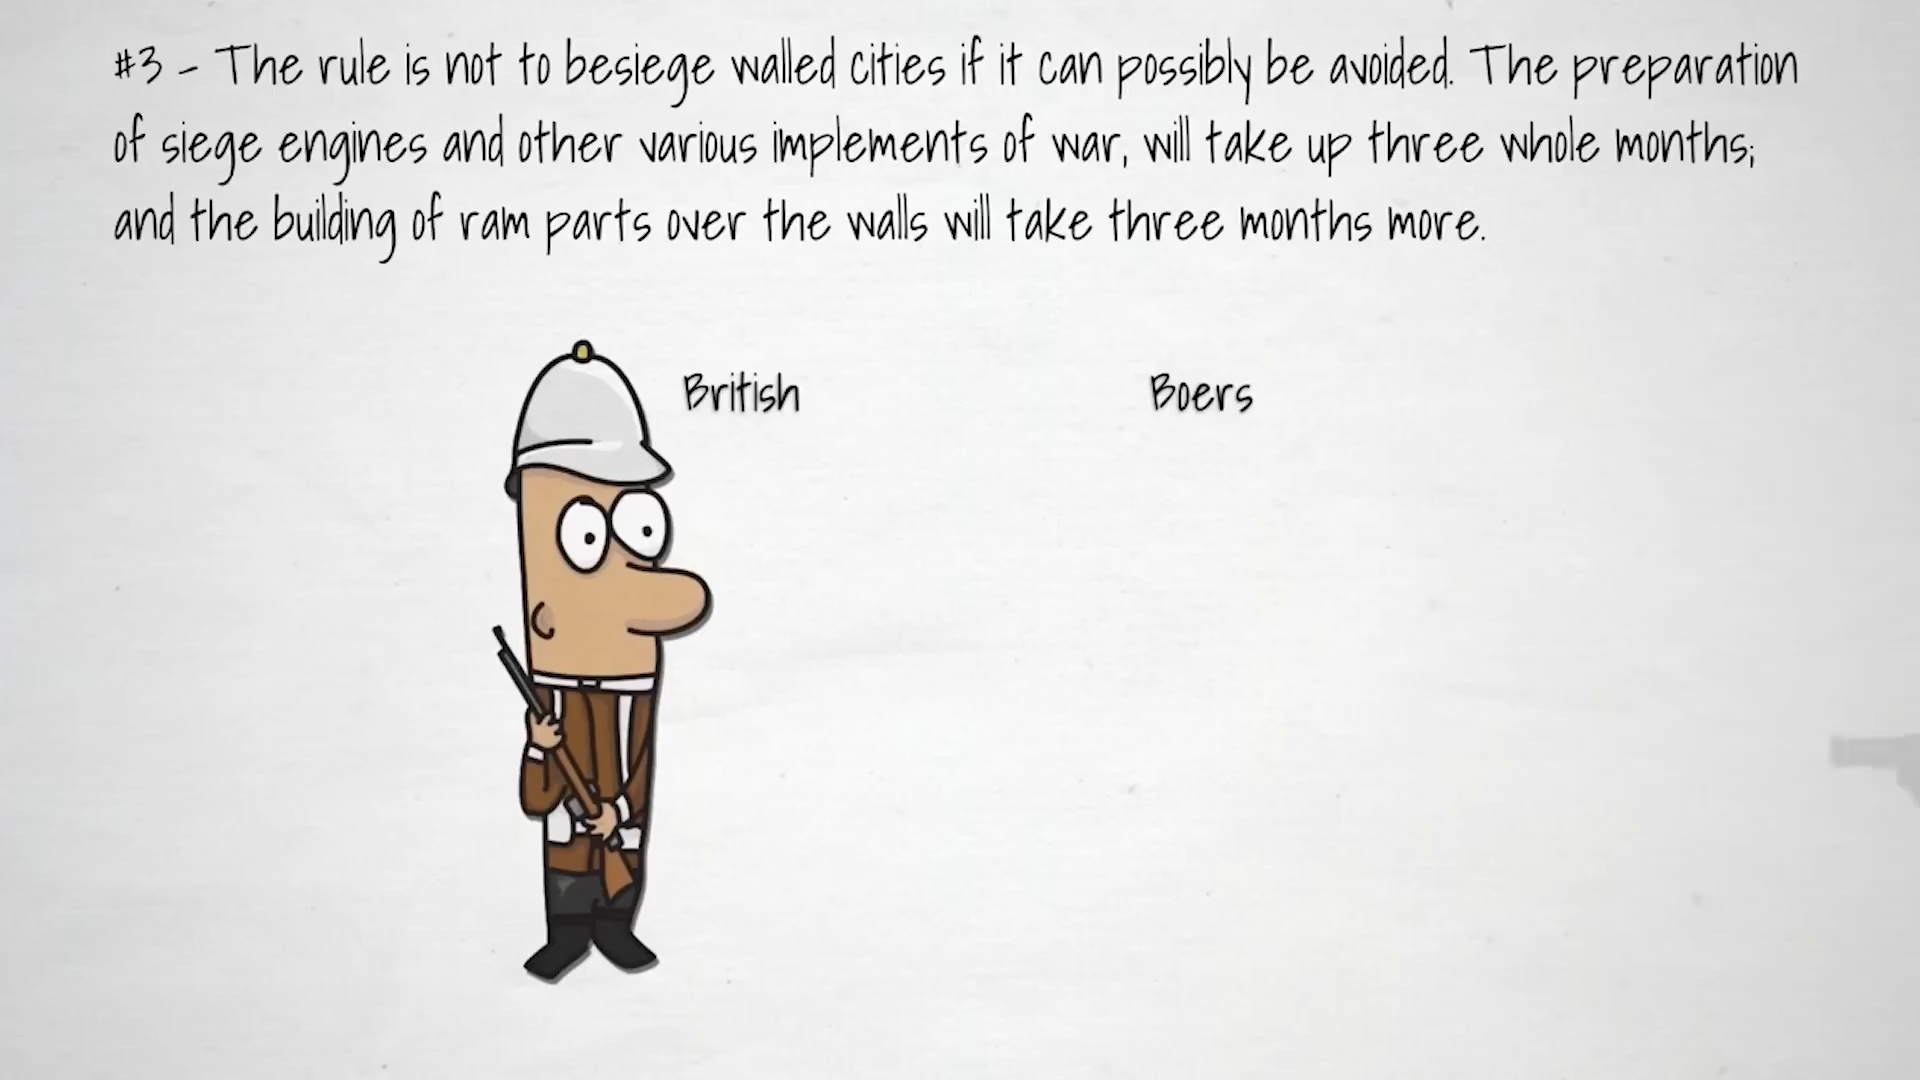 #3 - The rule is not to besiege walled cities if it can possibly be avoided. The preparation
of siege engines and other various implements of war, will take up three whole months;
and the building of ram parts over the walls will take three months more.
British
Boers